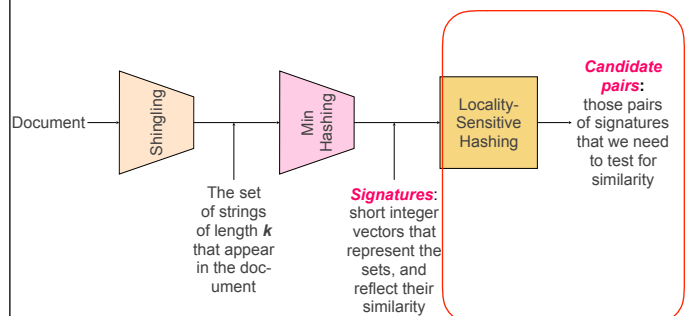 Document
Shingling
The set
of strings
of length k
that appear
in the doc-
ument
Min
Hashing
Signatures:
short integer
vectors that
represent the
sets, and
reflect their
similarity
Locality-
Sensitive
Hashing
Candidate
pairs:
those pairs
of signatures
that we need
to test for
similarity